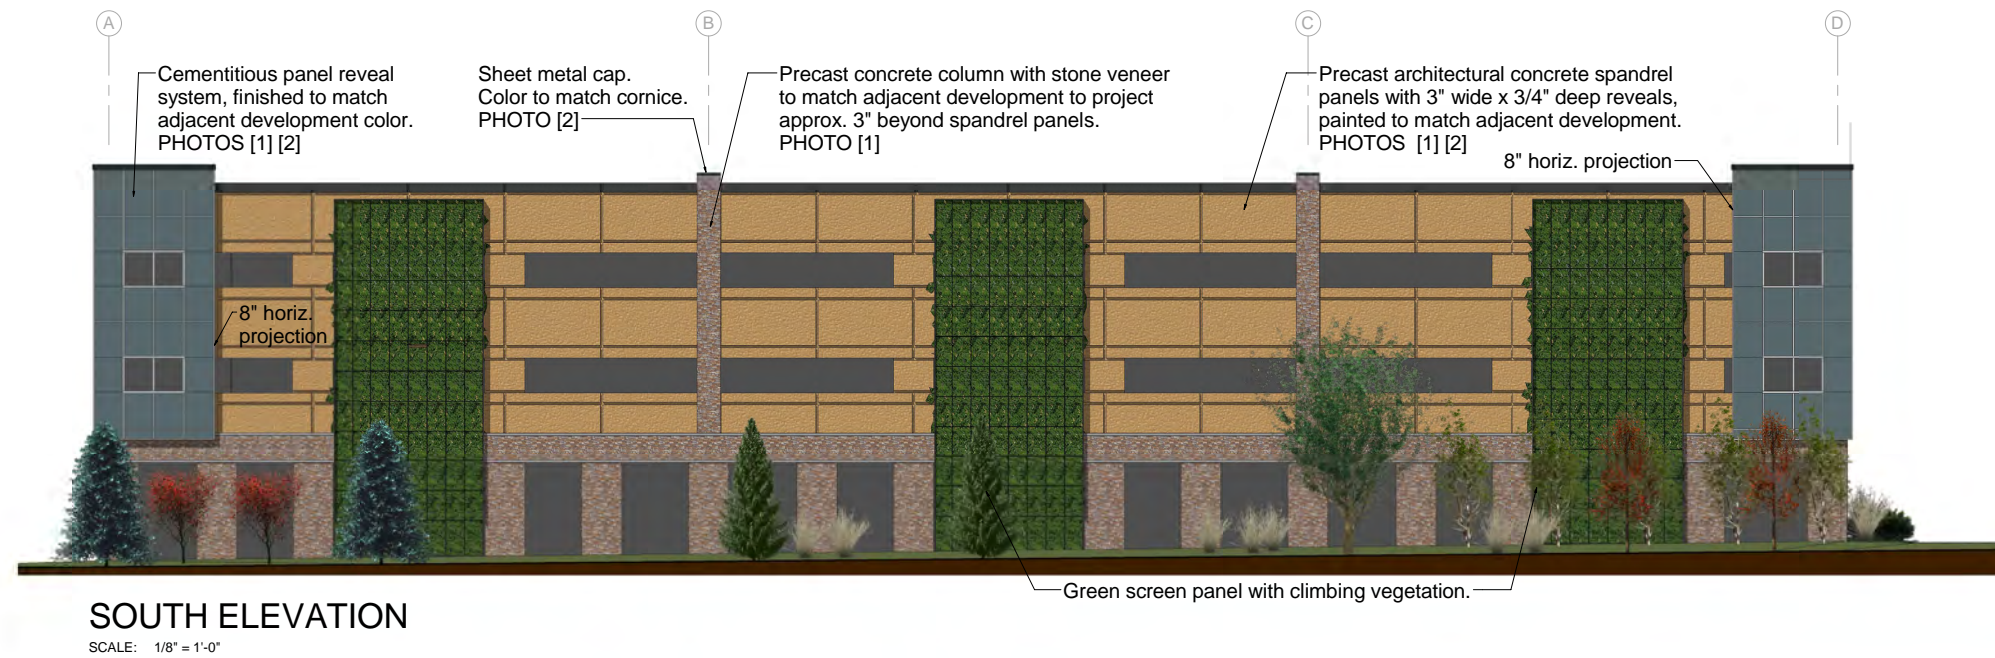 A
B
C
D
Cementitious panel reveal
system, finished to match
adjacent development color.
PHOTOS [1] [2]
Sheet metal cap.
Color to match cornice.
PHOTO [2]
Precast concrete column with stone veneer
to match adjacent development to project
approx. 3" beyond spandrel panels.
PHOTO [1]
Precast architectural concrete spandrel
panels with 3" wide x 3/4" deep reveals,
painted to match adjacent development.
PHOTOS [1] [2]
8" horiz. projection
8" horiz.
projection
Green screen panel with climbing vegetation.
SOUTH ELEVATION
SCALE: 1/8" = 1'-0"